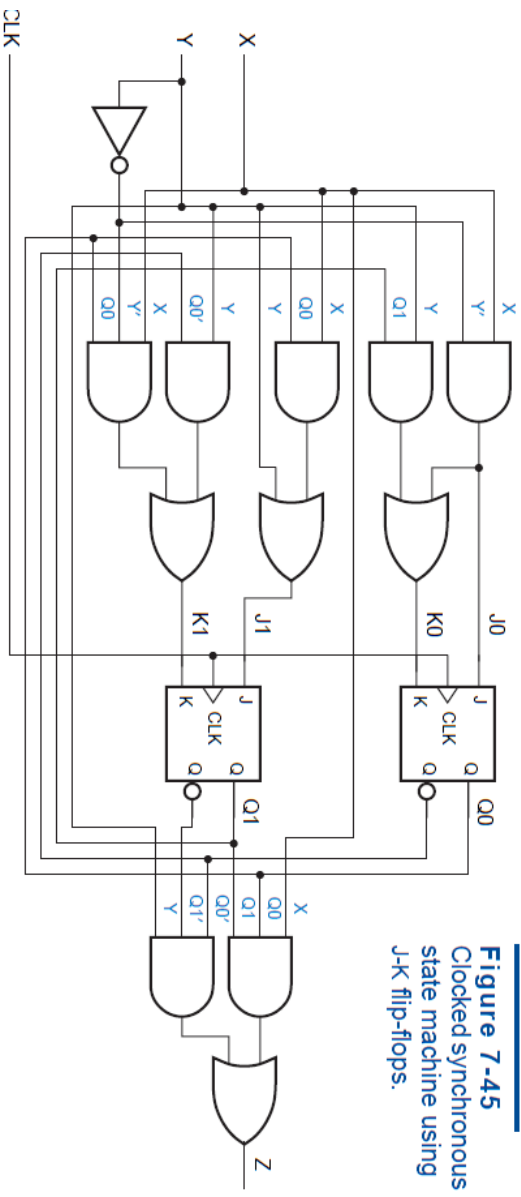 Figure 7-45
Clocked synchronous
state machine using
J-K flip-flops.
X
Y
CLK
X
Y′
Y
Q1
X
Q0
Y
Y
Q0′
X
Y′
Q0
J0
K0
J1
K1
J
Q
CLK
K
Q
Q0
J
Q
CLK
K
Q
Q1
X
Q0
Q1
Q0′
Q1′
Y
Z